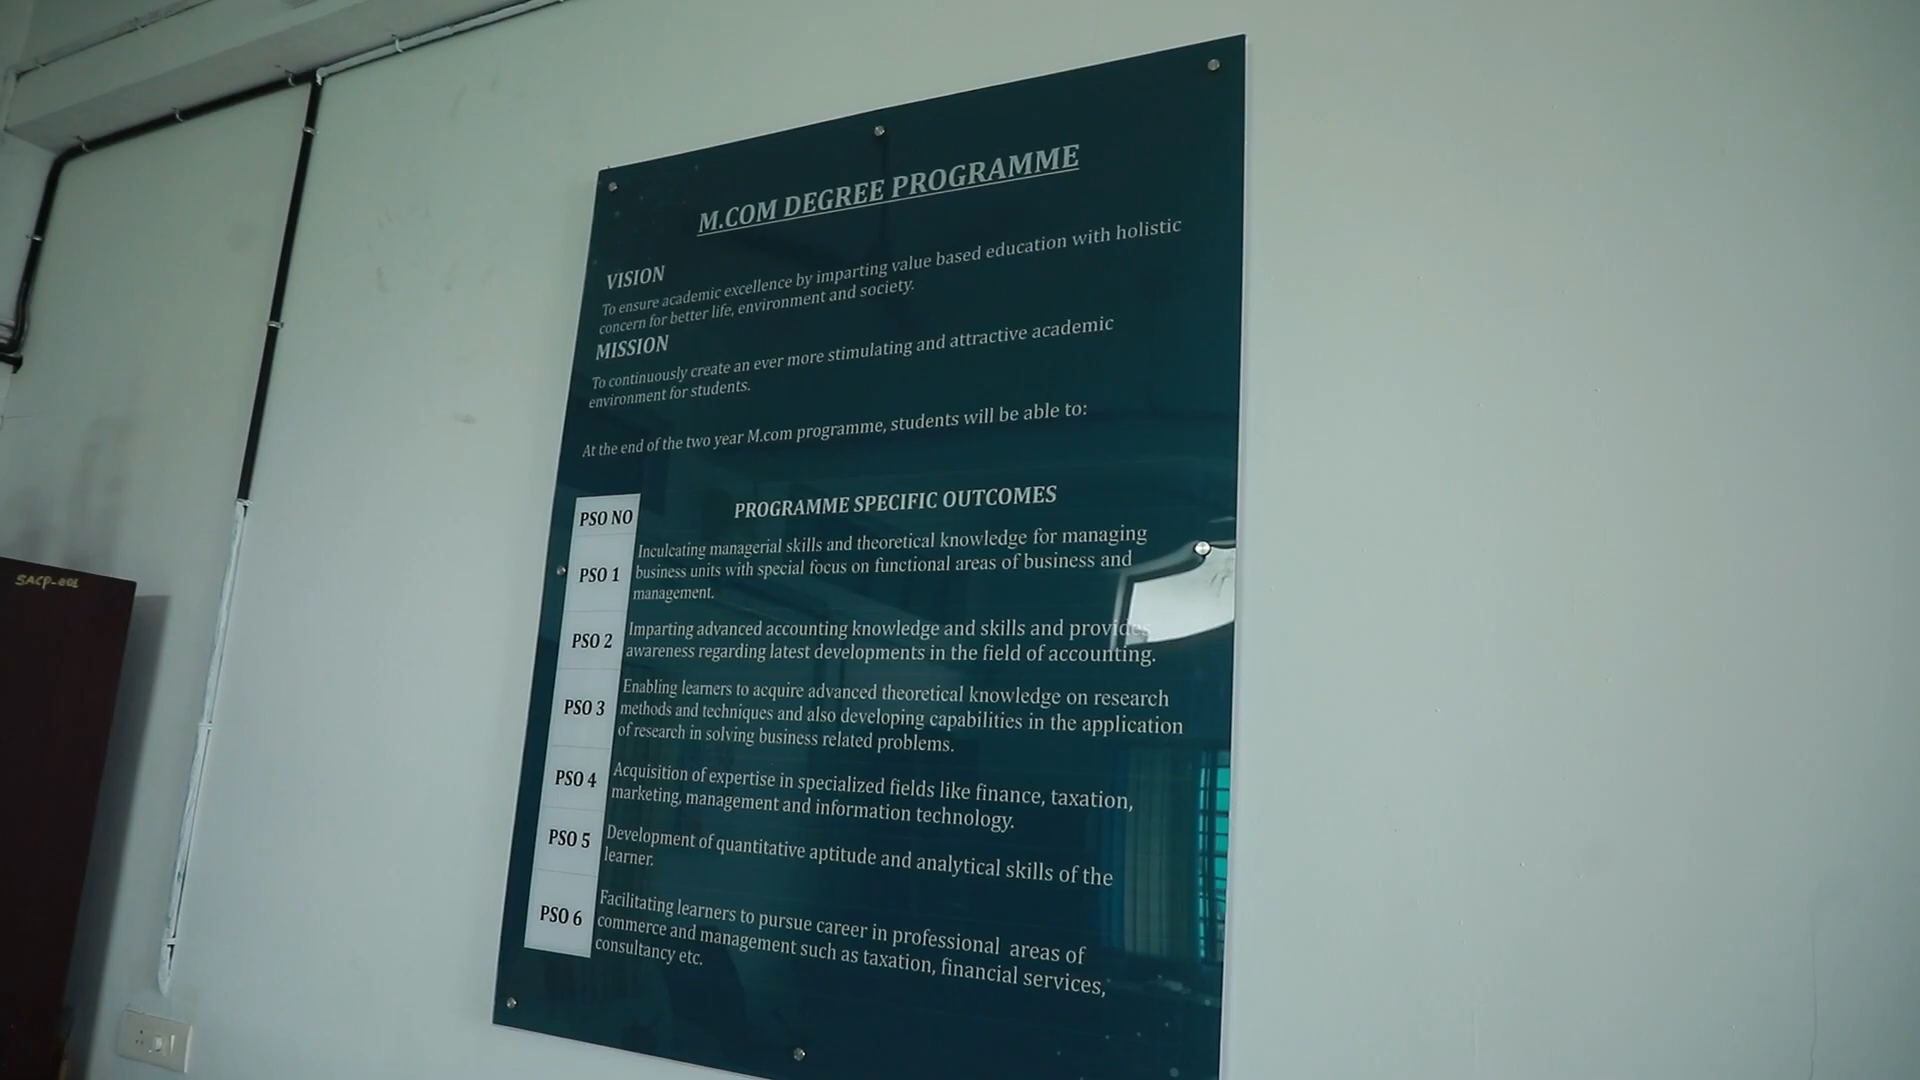 M.COM DEGREE PROGRAMME
VISION
To ensure academic excellence by imparting value based education with holistic
concern for better life, environment and society.
MISSION
To continuously create an ever more stimulating and attractive academic
environment for students.
At the end of the two year M.com programme, students will be able to:
PSO NO
PROGRAMME SPECIFIC OUTCOMES
PSO 1
Inculcating managerial skills and theoretical knowledge for managing
business units with special focus on functional areas of business and
management.
PSO 2
Imparting advanced accounting knowledge and skills and provides
awareness regarding latest developments in the field of accounting.
PSO 3
Enabling learners to acquire advanced theoretical knowledge on research
methods and techniques and also developing capabilities in the application
of research in solving business related problems.
PSO 4
Acquisition of expertise in specialized fields like finance, taxation,
marketing, management and information technology.
PSO 5
Development of quantitative aptitude and analytical skills of the
learner.
PSO 6
Facilitating learners to pursue career in professional areas of
commerce and management such as taxation, financial services,
consultancy etc.